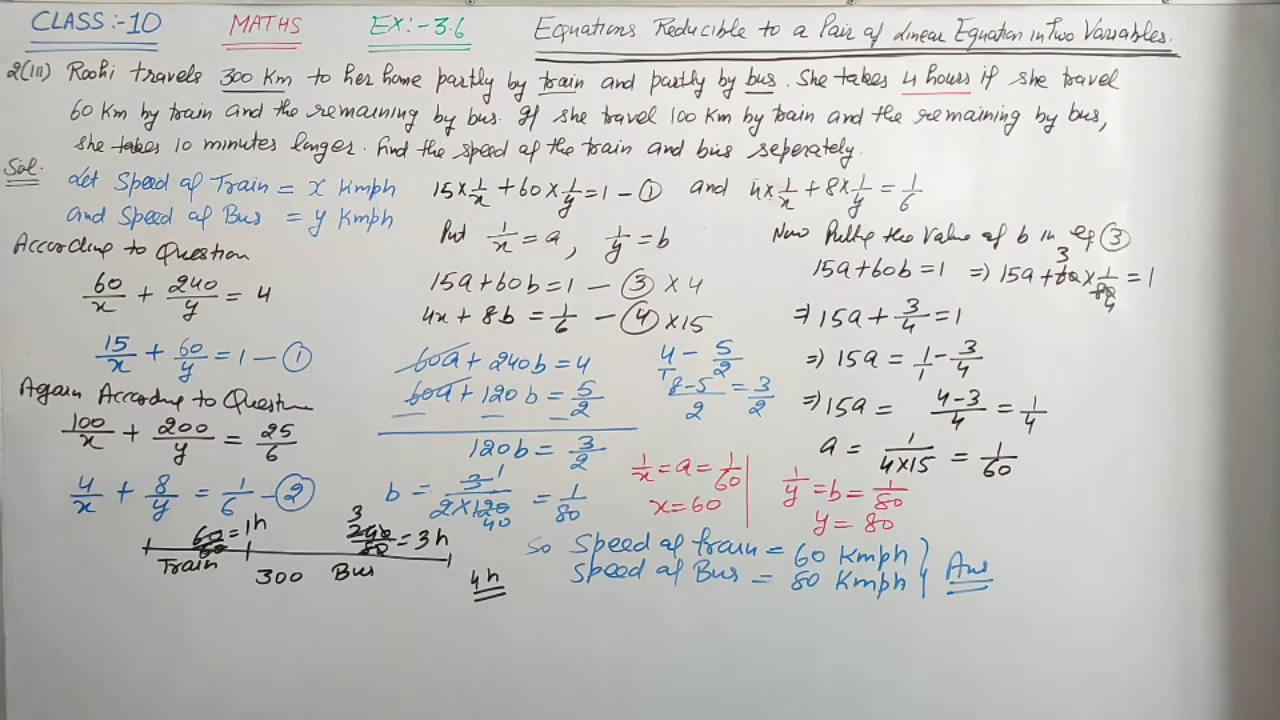 CLASS:-10 MATHS EX:-3.6 Equations Reducible to a Pair of Linear Equation in Two Variables.
2(iii) Roohi travels 300 Km to her home partly by train and partly by bus. She takes 4 hours if she travel
60 Km by train and the remaining by bus. If she travel 100 Km by train and the remaining by bus,
she takes 10 minutes longer. Find the speed of the train and bus seperately.
Sol.
Let Speed of Train = x Kmph
and Speed of Bus = y Kmph
According to Question
60/x + 240/y = 4
15/x + 60/y = 1 - ①
Again According to Question
100/x + 200/y = 25/6
4/x + 8/y = 1/6 - ②
60/60 = 1h 240/80 3 = 3h
Train 300 Bus 4h
15 × 1/x + 60 × 1/y = 1 - ① and 4 × 1/x + 8 × 1/y = 1/6
Put 1/x = a, 1/y = b
15a + 60b = 1 - ③ × 4
4x + 8b = 1/6 - ④ × 15
60a + 240b = 4
60a + 120b = 5/2
120b = 3/2
b = 3 1/2 × 120 40 = 1/80
4/1 - 5/2
8-5/2 = 3/2
Now Putting the value of b in eq ③
15a + 60b = 1 => 15a + 60 3 × 1/80 4 = 1
=> 15a + 3/4 = 1
=> 15a = 1/1 - 3/4
=> 15a = 4-3/4 = 1/4
a = 1/4×15 = 1/60
1/x = a = 1/60
x = 60
1/y = b = 1/80
y = 80
So Speed of train = 60 Kmph
Speed of Bus = 80 Kmph } Ans